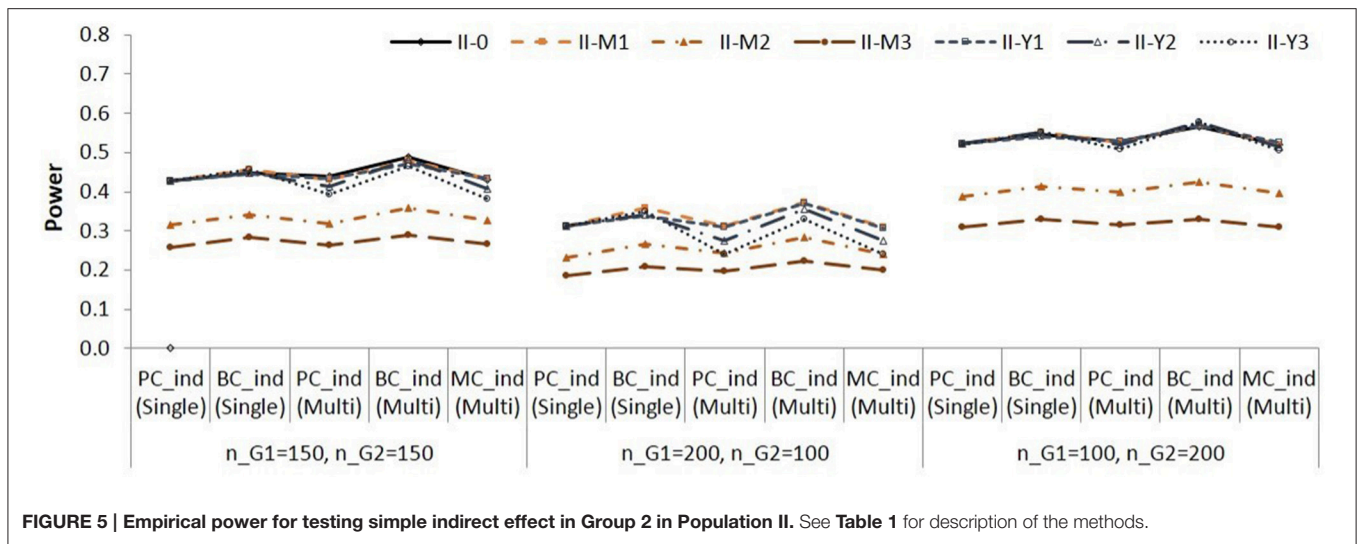 0.8
0.7
0.6
0.5
0.4
0.3
0.2
0.1
0.0
Power
II-0 II-M1 II-M2 II-M3 II-Y1 II-Y2 II-Y3
PC_ind BC_ind PC_ind BC_ind MC_ind PC_ind BC_ind PC_ind BC_ind MC_ind PC_ind BC_ind PC_ind BC_ind MC_ind
(Single) (Single) (Multi) (Multi) (Multi) (Single) (Single) (Multi) (Multi) (Multi) (Single) (Single) (Multi) (Multi) (Multi)
n_G1=150, n_G2=150 n_G1=200, n_G2=100 n_G1=100, n_G2=200
FIGURE 5 | Empirical power for testing simple indirect effect in Group 2 in Population II. See Table 1 for description of the methods.